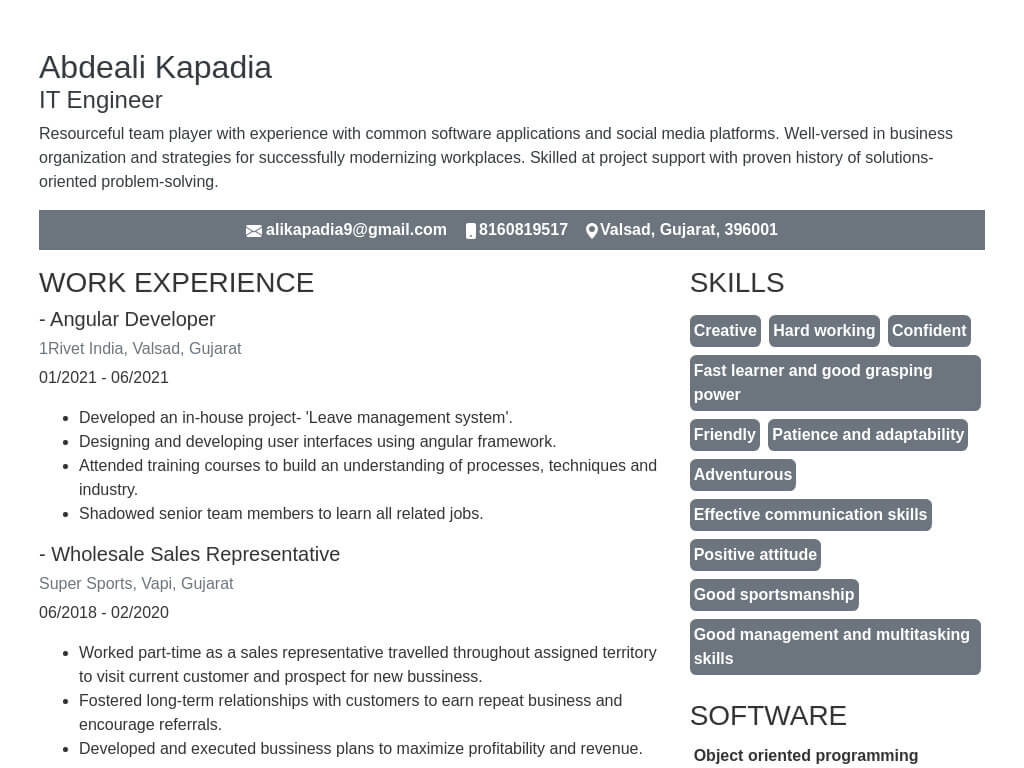 Abdeali Kapadia
IT Engineer
Resourceful team player with experience with common software applications and social media platforms. Well-versed in business
organization and strategies for successfully modernizing workplaces. Skilled at project support with proven history of solutions-
oriented problem-solving.
alikapadia9@gmail.com 8160819517 Valsad, Gujarat, 396001
WORK EXPERIENCE
- Angular Developer
1Rivet India, Valsad, Gujarat
01/2021 - 06/2021
• Developed an in-house project- 'Leave management system'.
• Designing and developing user interfaces using angular framework.
• Attended training courses to build an understanding of processes, techniques and
industry.
• Shadowed senior team members to learn all related jobs.
- Wholesale Sales Representative
Super Sports, Vapi, Gujarat
06/2018 - 02/2020
• Worked part-time as a sales representative travelled throughout assigned territory
to visit current customer and prospect for new bussiness.
• Fostered long-term relationships with customers to earn repeat business and
encourage referrals.
• Developed and executed bussiness plans to maximize profitability and revenue.
SKILLS
Creative Hard working Confident
Fast learner and good grasping
power
Friendly Patience and adaptability
Adventurous
Effective communication skills
Positive attitude
Good sportsmanship
Good management and multitasking
skills
SOFTWARE
Object oriented programming